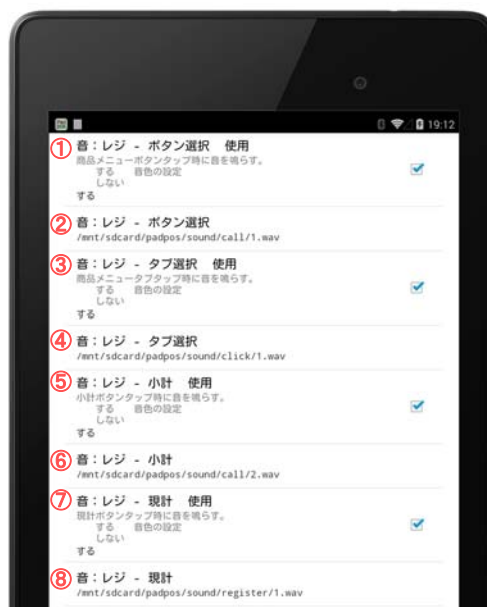 19:12
① 音：レジ - ボタン選択 使用
商品メニューボタンタップ時に音を鳴らす。
する 音色の設定
しない
する
② 音：レジ - ボタン選択
/mnt/sdcard/padpos/sound/call/1.wav
③ 音：レジ - タブ選択 使用
商品メニュータブタップ時に音を鳴らす。
する 音色の設定
しない
する
④ 音：レジ - タブ選択
/mnt/sdcard/padpos/sound/click/1.wav
⑤ 音：レジ - 小計 使用
小計ボタンタップ時に音を鳴らす。
する 音色の設定
しない
する
⑥ 音：レジ - 小計
/mnt/sdcard/padpos/sound/call/2.wav
⑦ 音：レジ - 現計 使用
現計ボタンタップ時に音を鳴らす。
する 音色の設定
しない
する
⑧ 音：レジ - 現計
/mnt/sdcard/padpos/sound/register/1.wav